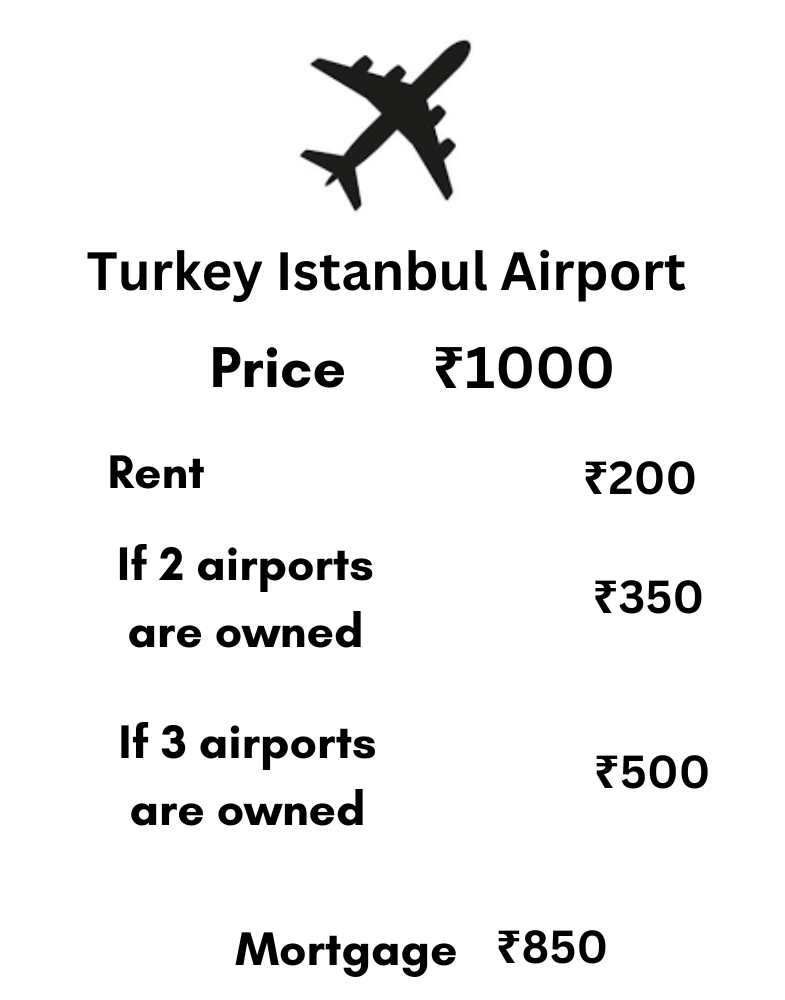 Turkey Istanbul Airport
Price ₹1000
Rent ₹200
If 2 airports
are owned ₹350
If 3 airports
are owned ₹500
Mortgage ₹850